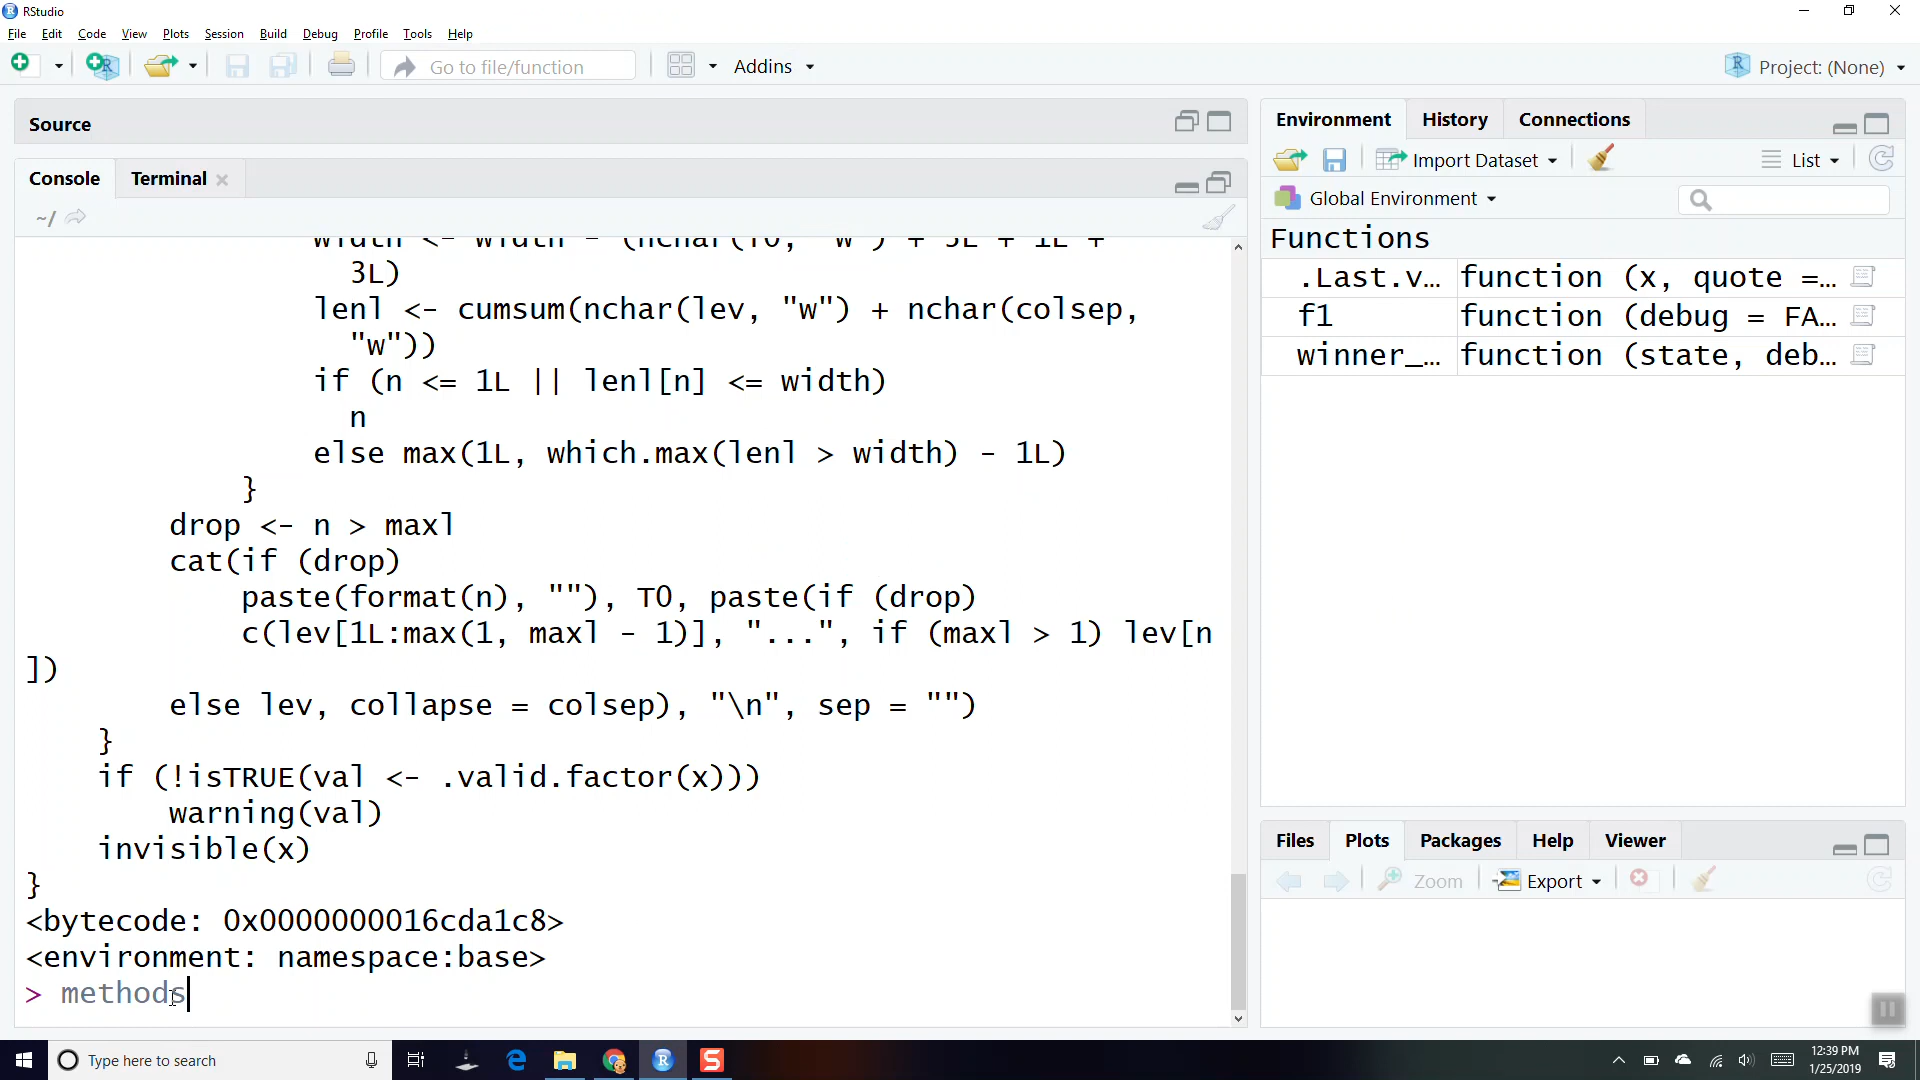 RStudio
File Edit Code View Plots Session Build Debug Profile Tools Help
Go to file/function
Addins
Project: (None)
Source
Console Terminal
~/
width <- width - (nchar(T0, "w") + 3L + 1L +
3L)
lenl <- cumsum(nchar(lev, "w") + nchar(colsep,
"w"))
if (n <= 1L || lenl[n] <= width)
n
else max(1L, which.max(lenl > width) - 1L)
}
drop <- n > maxl
cat(if (drop)
paste(format(n), ""), T0, paste(if (drop)
c(lev[1L:max(1, maxl - 1)], "...", if (maxl > 1) lev[n
])
else lev, collapse = colsep), "\n", sep = "")
}
if (!isTRUE(val <- .valid.factor(x)))
warning(val)
invisible(x)
}
<bytecode: 0x0000000016cda1c8>
<environment: namespace:base>
> methods
Environment History Connections
Import Dataset
List
Global Environment
Functions
.Last.v… function (x, quote =…
f1 function (debug = FA…
winner_… function (state, deb…
Files Plots Packages Help Viewer
Zoom Export
Type here to search
12:39 PM
1/25/2019